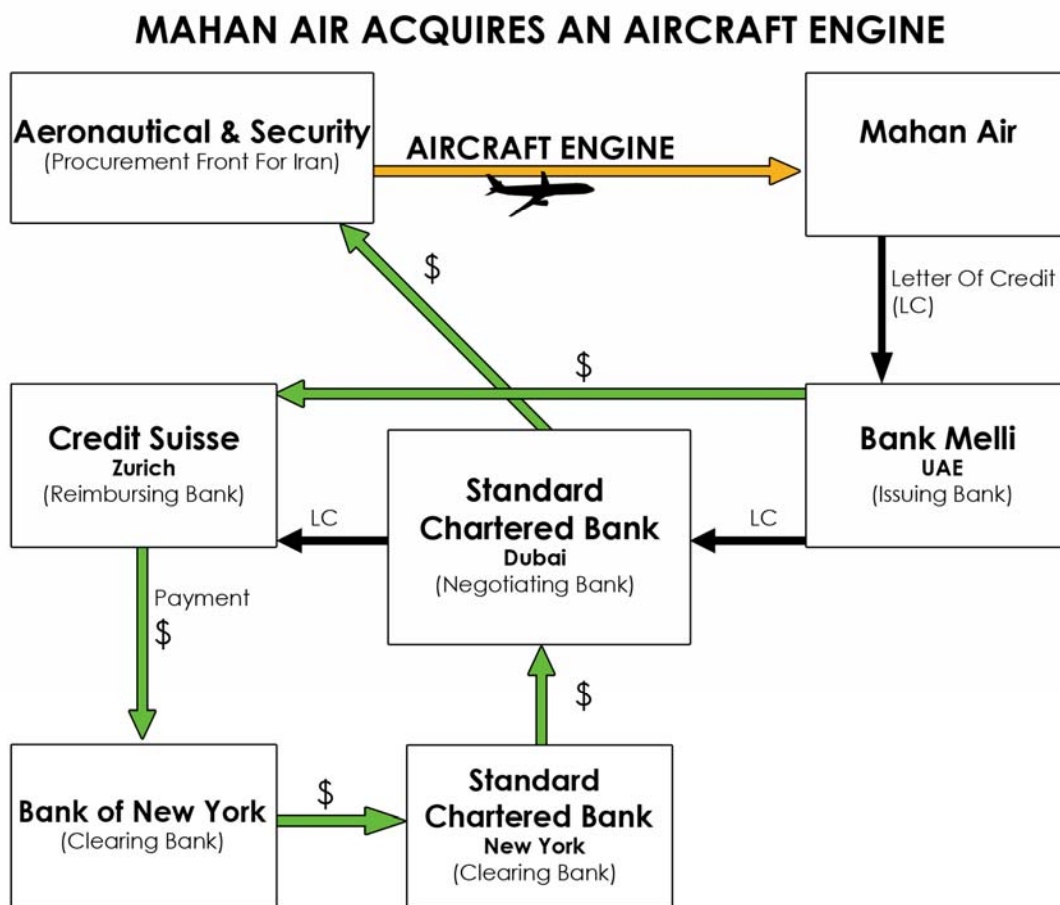 MAHAN AIR ACQUIRES AN AIRCRAFT ENGINE
Aeronautical & Security
(Procurement Front For Iran)
AIRCRAFT ENGINE
Mahan Air
$
Letter Of Credit
(LC)
$
Credit Suisse
Zurich
(Reimbursing Bank)
LC
Standard
Chartered Bank
Dubai
(Negotiating Bank)
LC
Bank Melli
UAE
(Issuing Bank)
Payment
$
$
Bank of New York
(Clearing Bank)
$
Standard
Chartered Bank
New York
(Clearing Bank)